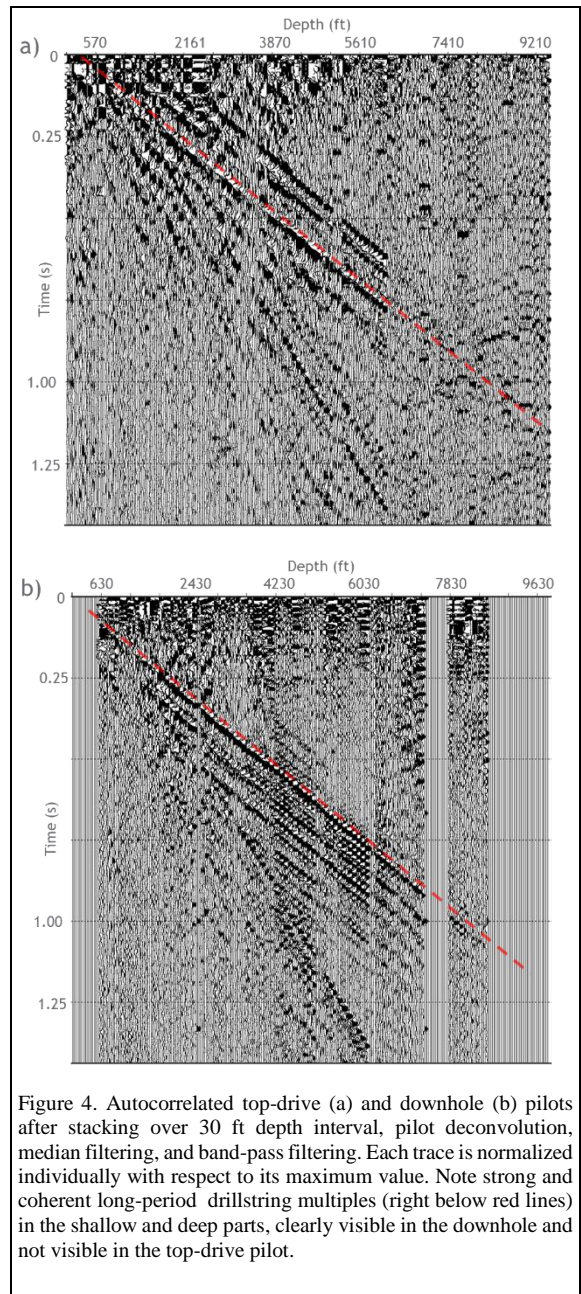 Depth (ft)
570 2161 3870 5610 7410 9210
a)
0
0.25
Time (s)
1.00
1.25
Depth (ft)
630 2430 4230 6030 7830 9630
b)
0
0.25
Time (s)
1.00
1.25
Figure 4. Autocorrelated top-drive (a) and downhole (b) pilots
after stacking over 30 ft depth interval, pilot deconvolution,
median filtering, and band-pass filtering. Each trace is normalized
individually with respect to its maximum value. Note strong and
coherent long-period drillstring multiples (right below red lines)
in the shallow and deep parts, clearly visible in the downhole and
not visible in the top-drive pilot.